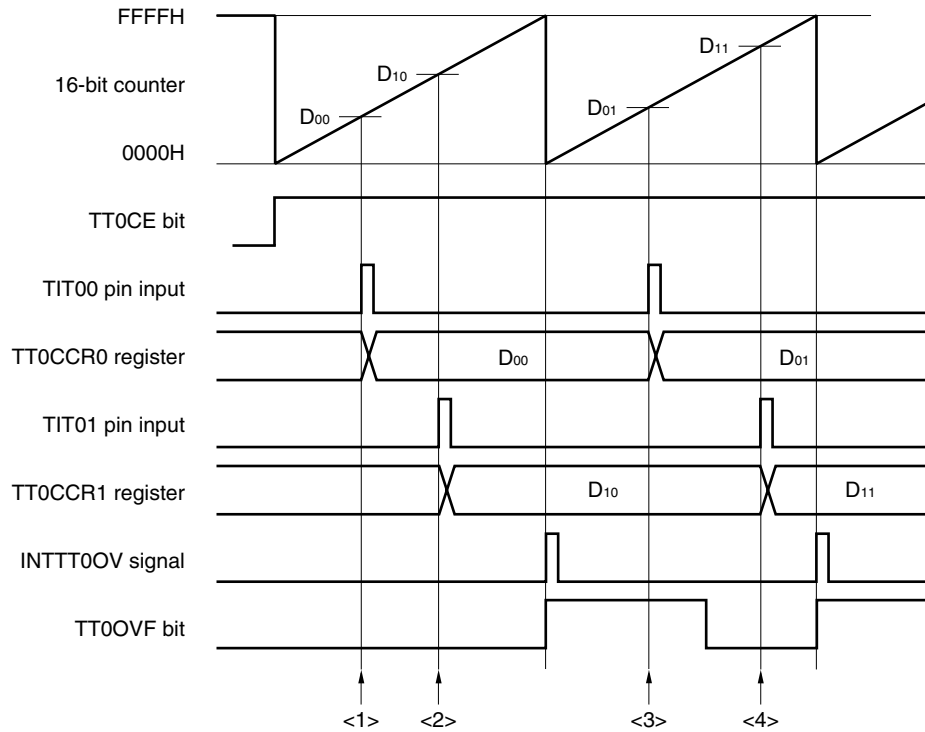 FFFFH
16-bit counter
0000H
D00
D10
D01
D11
TT0CE bit
TIT00 pin input
TT0CCR0 register
D00
D01
TIT01 pin input
TT0CCR1 register
D10
D11
INTTT0OV signal
TT0OVF bit
<1>
<2>
<3>
<4>